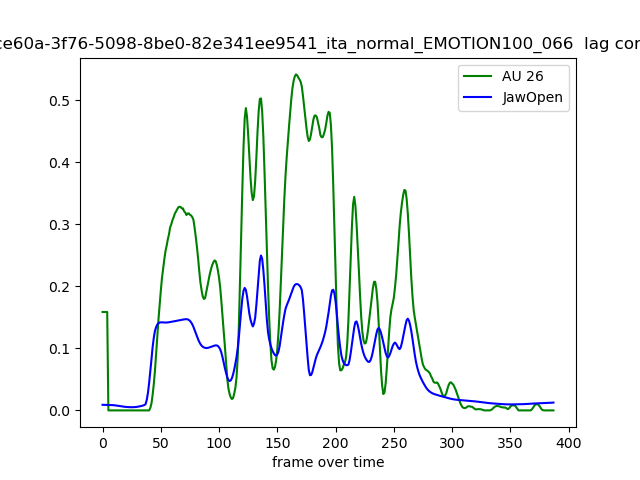 ce60a-3f76-5098-8be0-82e341ee9541_ita_normal_EMOTION100_066 lag cor
AU 26
JawOpen
0.5
0.4
0.3
0.2
0.1
0.0
0 50 100 150 200 250 300 350 400
frame over time